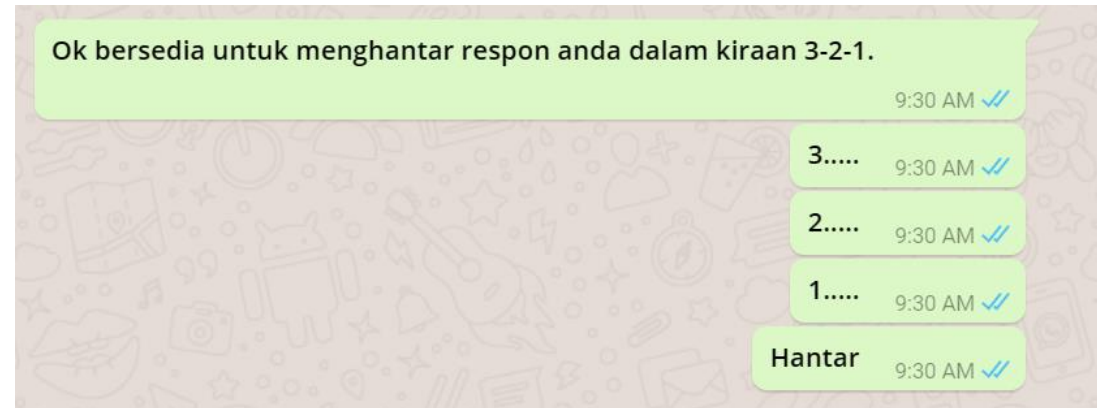 Ok bersedia untuk menghantar respon anda dalam kiraan 3-2-1.
9:30 AM
3..... 9:30 AM
2..... 9:30 AM
1..... 9:30 AM
Hantar 9:30 AM